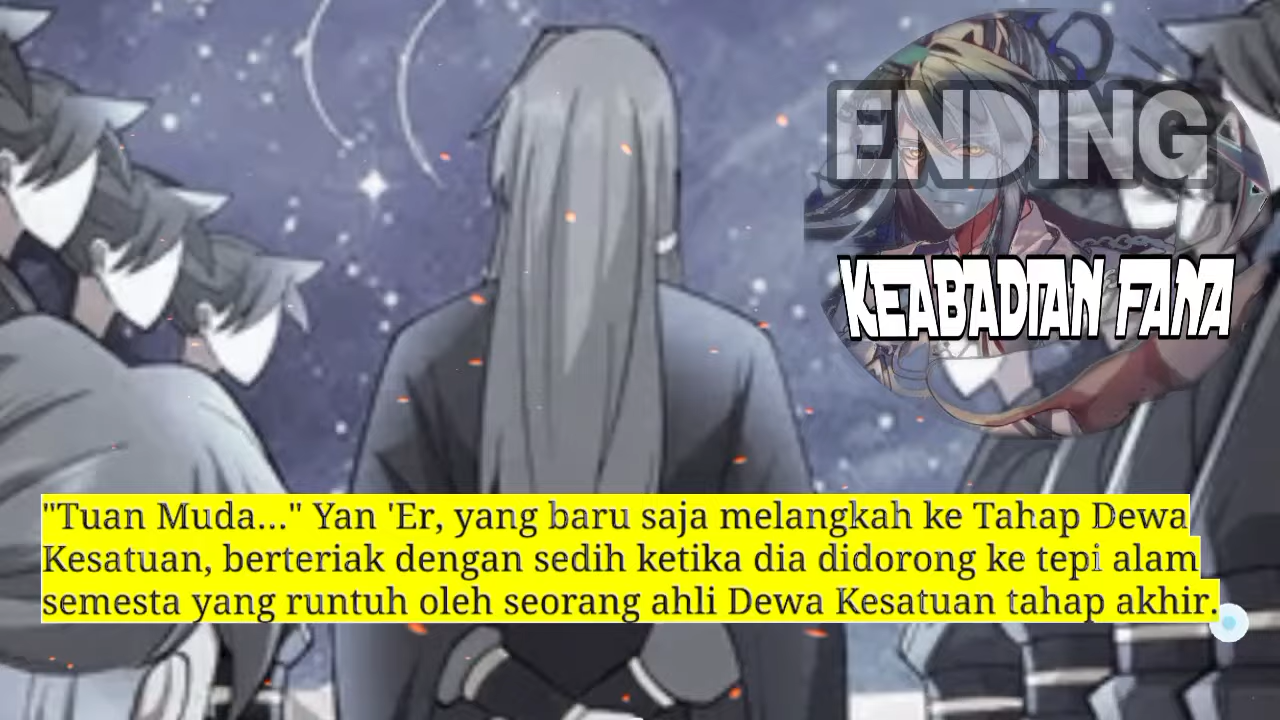 ENDING
KEABADIAN FANA
"Tuan Muda..." Yan 'Er, yang baru saja melangkah ke Tahap Dewa
Kesatuan, berteriak dengan sedih ketika dia didorong ke tepi alam
semesta yang runtuh oleh seorang ahli Dewa Kesatuan tahap akhir.